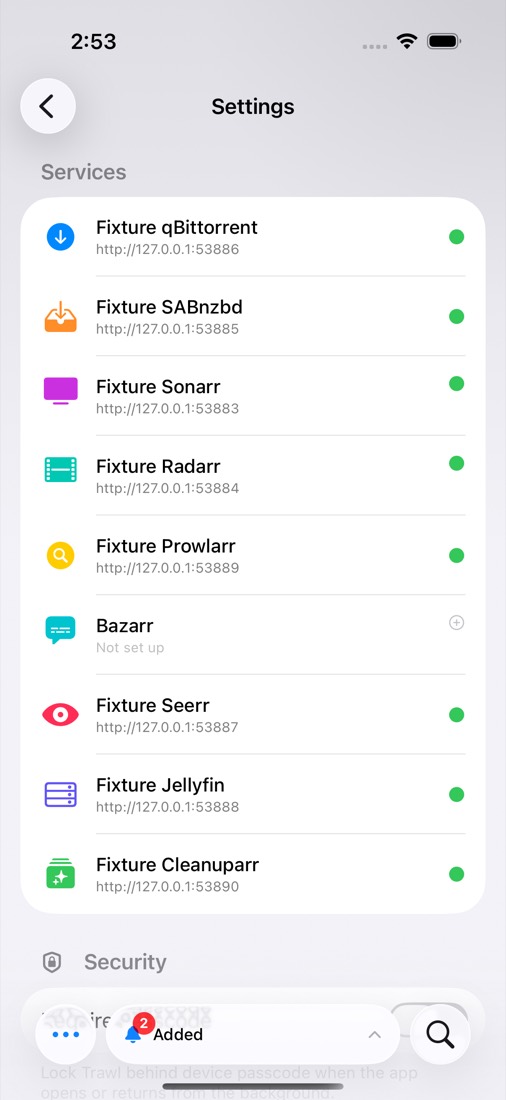 2:53
Settings
Services
Fixture qBittorrent
http://127.0.0.1:53886
Fixture SABnzbd
http://127.0.0.1:53885
Fixture Sonarr
http://127.0.0.1:53883
Fixture Radarr
http://127.0.0.1:53884
Fixture Prowlarr
http://127.0.0.1:53889
Bazarr
Not set up
Fixture Seerr
http://127.0.0.1:53887
Fixture Jellyfin
http://127.0.0.1:53888
Fixture Cleanuparr
http://127.0.0.1:53890
Security
2
Added
Lock Trawl behind device passcode when the app
opens or returns from the background.